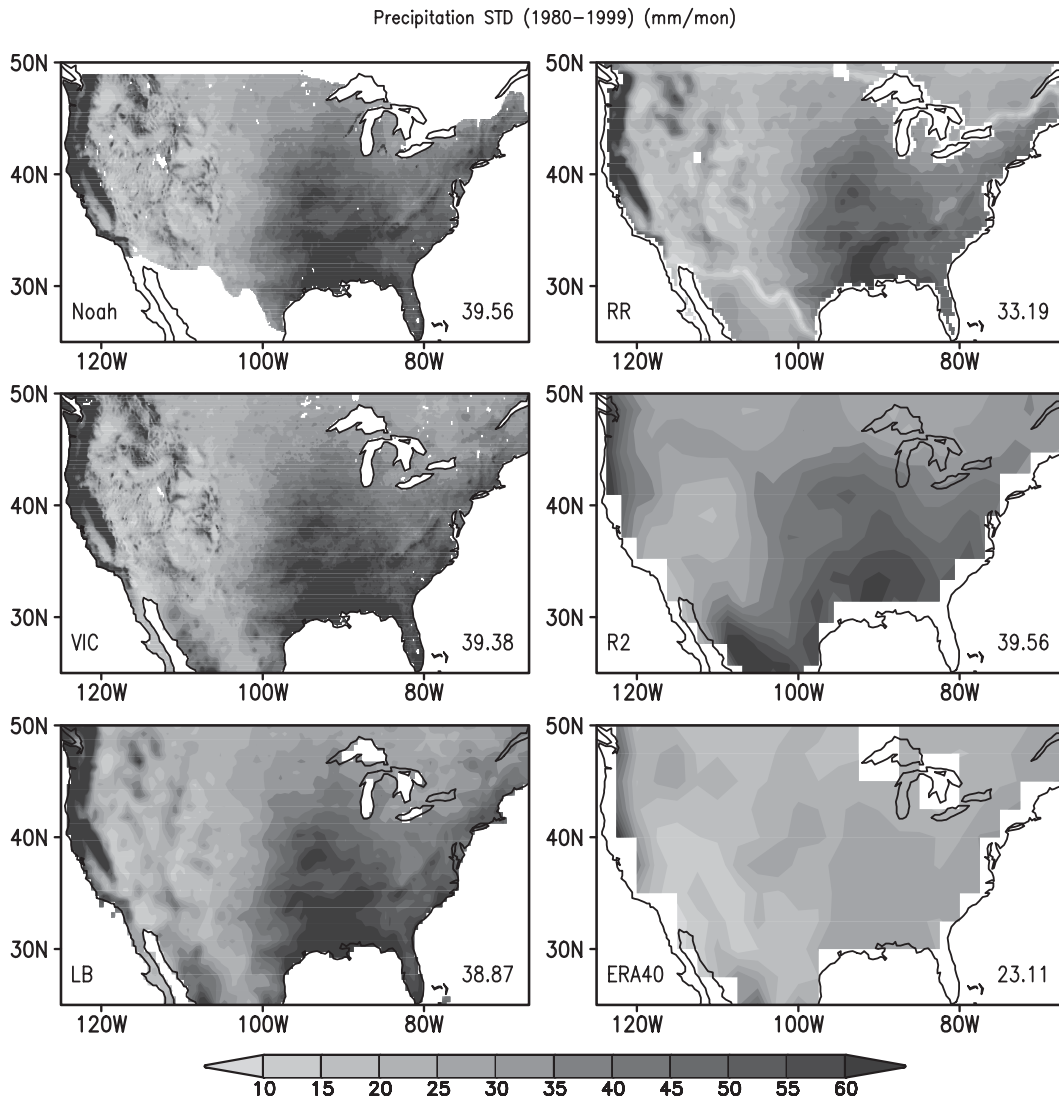 Precipitation STD (1980−1999) (mm/mon)
50N
40N
30N
Noah
39.56
120W
100W
80W
50N
40N
30N
RR
33.19
120W
100W
80W
50N
40N
30N
VIC
39.38
120W
100W
80W
50N
40N
30N
R2
39.56
120W
100W
80W
50N
40N
30N
LB
38.87
120W
100W
80W
50N
40N
30N
ERA40
23.11
120W
100W
80W
10 15 20 25 30 35 40 45 50 55 60